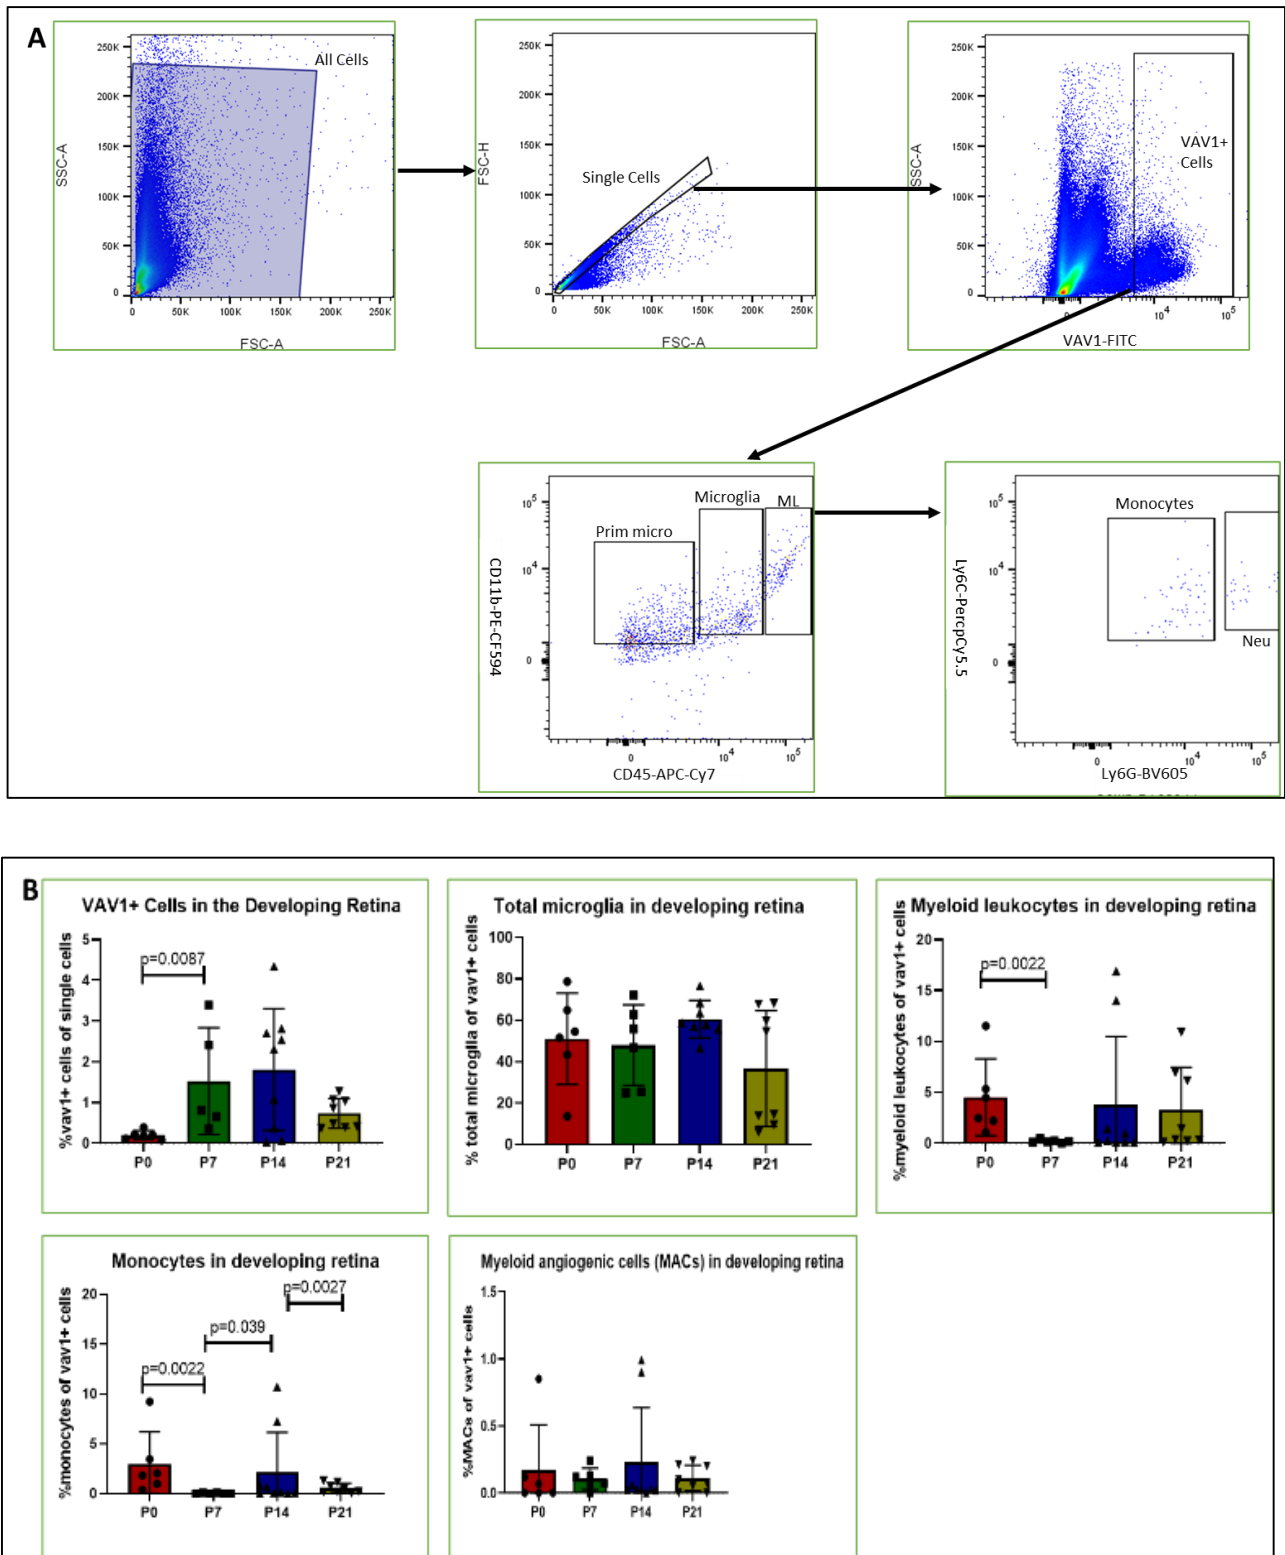 A
250K
200K
150K
100K
50K
0
SSC-A
All Cells
0 50K 100K 150K 200K 250K
FSC-A
250K
200K
150K
100K
50K
0
FSC-H
Single Cells
0 50K 100K 150K 200K 250K
FSC-A
250K
200K
150K
100K
50K
0
SSC-A
VAV1+
Cells
0 10^4 10^5
VAV1-FITC
10^5
10^4
0
CD11b-PE-CF594
Prim micro
Microglia
ML
0 10^4 10^5
CD45-APC-Cy7
10^5
10^4
0
Ly6C-PercpCy5.5
Monocytes
Neu
0 10^4 10^5
Ly6G-BV605
B
VAV1+ Cells in the Developing Retina
%vav1+ cells of single cells
5
4
3
2
1
0
p=0.0087
P0 P7 P14 P21
Total microglia in developing retina
% total microglia of vav1+ cells
100
80
60
40
20
0
P0 P7 P14 P21
Myeloid leukocytes in developing retina
%myeloid leukocytes of vav1+ cells
20
15
10
5
0
p=0.0022
P0 P7 P14 P21
Monocytes in developing retina
%monocytes of vav1+ cells
20
15
10
5
0
p=0.0027
p=0.039
p=0.0022
P0 P7 P14 P21
Myeloid angiogenic cells (MACs) in developing retina
%MACs of vav1+ cells
1.5
1.0
0.5
0.0
P0 P7 P14 P21